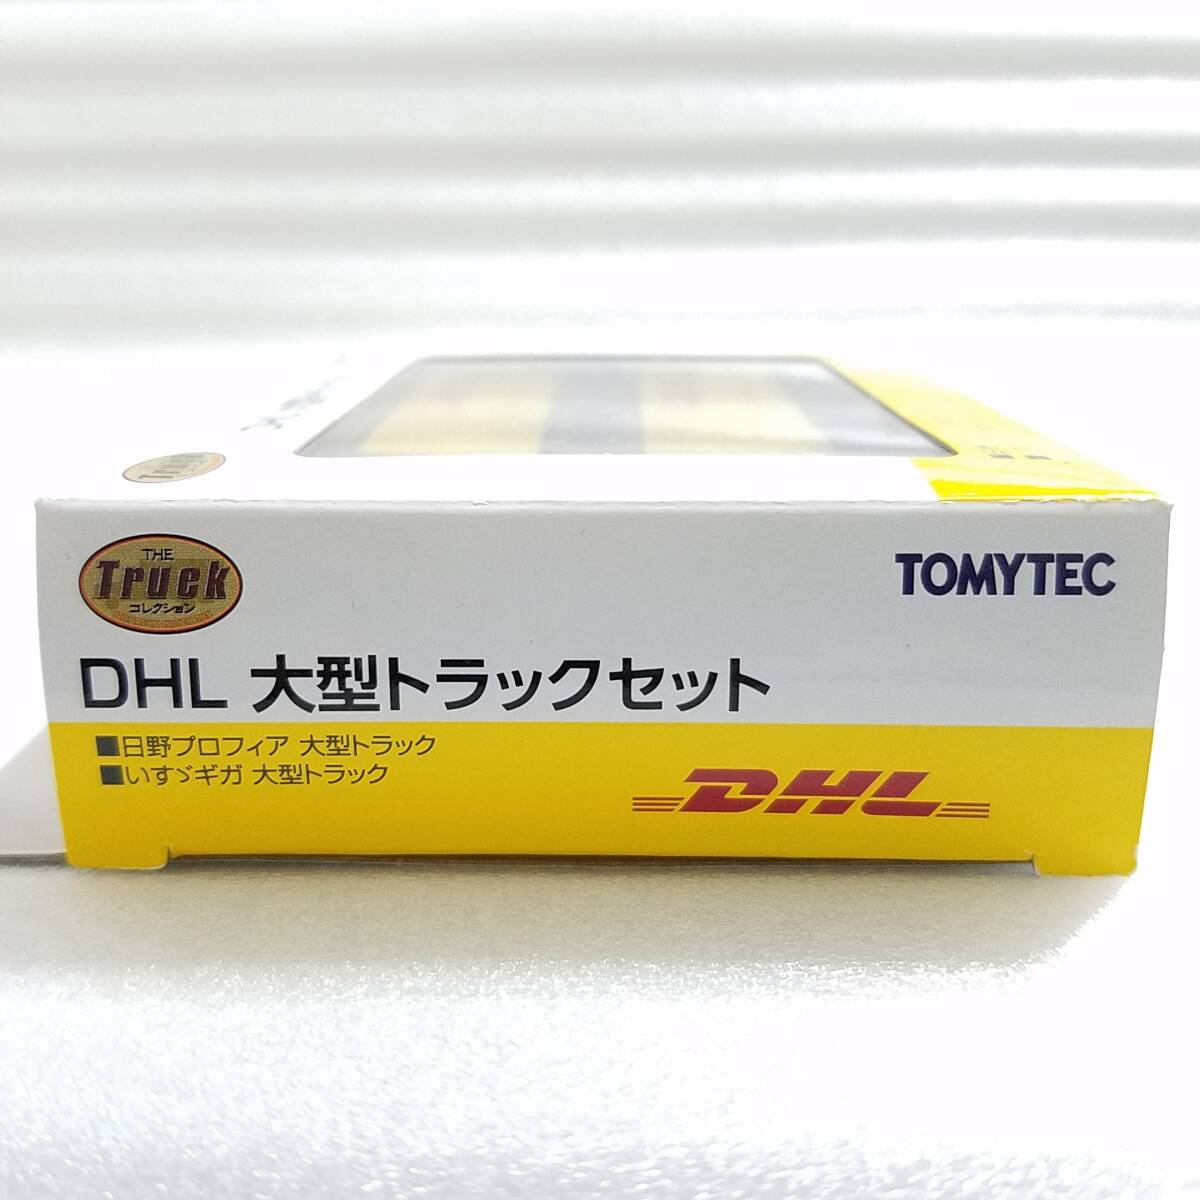 Truck
THE
Truck
コレクション
TOMYTEC
DHL 大型トラックセット
■日野プロフィア 大型トラック
■いすゞギガ 大型トラック
DHL